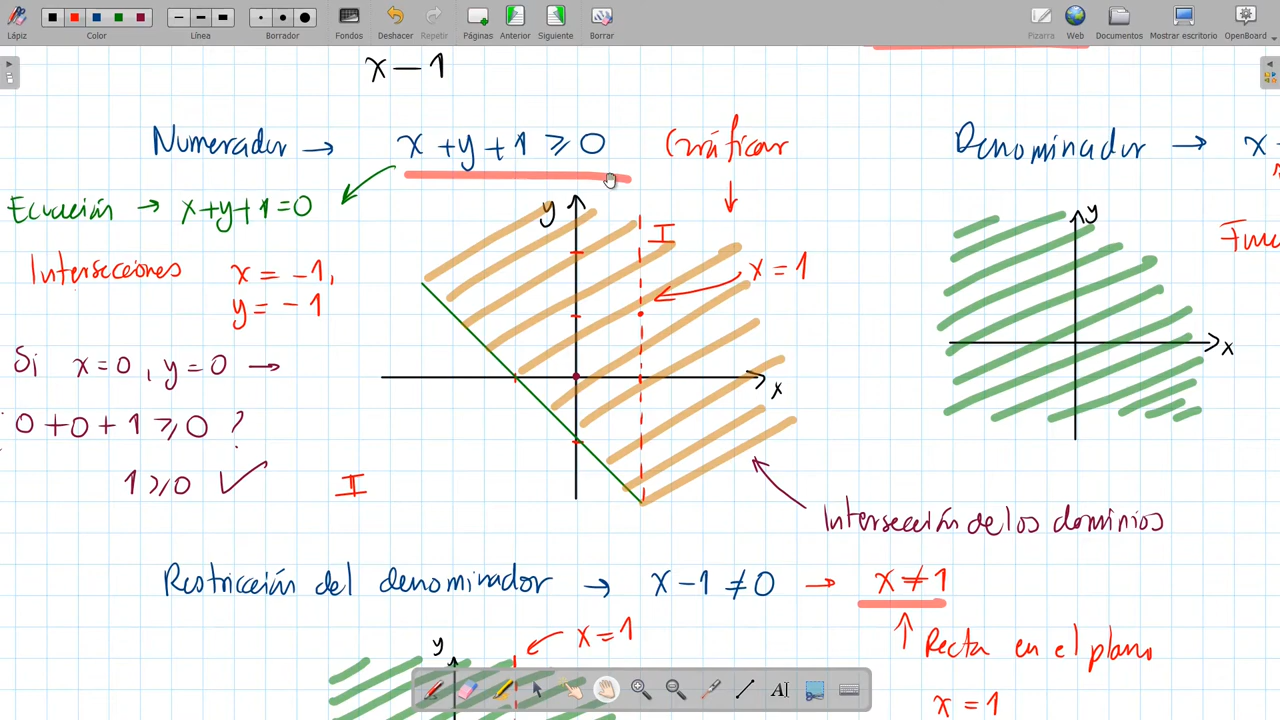 Lápiz Color Línea Borrador Fondos Deshacer Repetir Páginas Anterior Siguiente Borrar Pizarra Web Documentos Mostrar escritorio OpenBoard
x - 1
Numerador → x + y + 1 ⩾ 0 Graficar
Denominador → x -
Ecuación → x+y+1=0
y
I
y
Intersecciones x = -1,
y = -1
x = 1
x
Si x=0, y=0 →
x
0+0+1 ⩾ 0 ?
1 ⩾ 0 ✓
I
Intersección de los dominios
Restricción del denominador → x - 1 ≠ 0 → x ≠ 1
y
x = 1
↑ Recta en el plano
x = 1